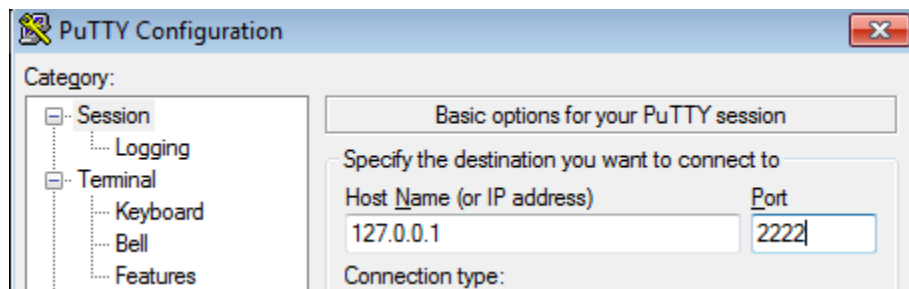 PuTTY Configuration
Category:
Session
Logging
Terminal
Keyboard
Bell
Features
Basic options for your PuTTY session
Specify the destination you want to connect to
Host Name (or IP address) Port
127.0.0.1 2222
Connection type: